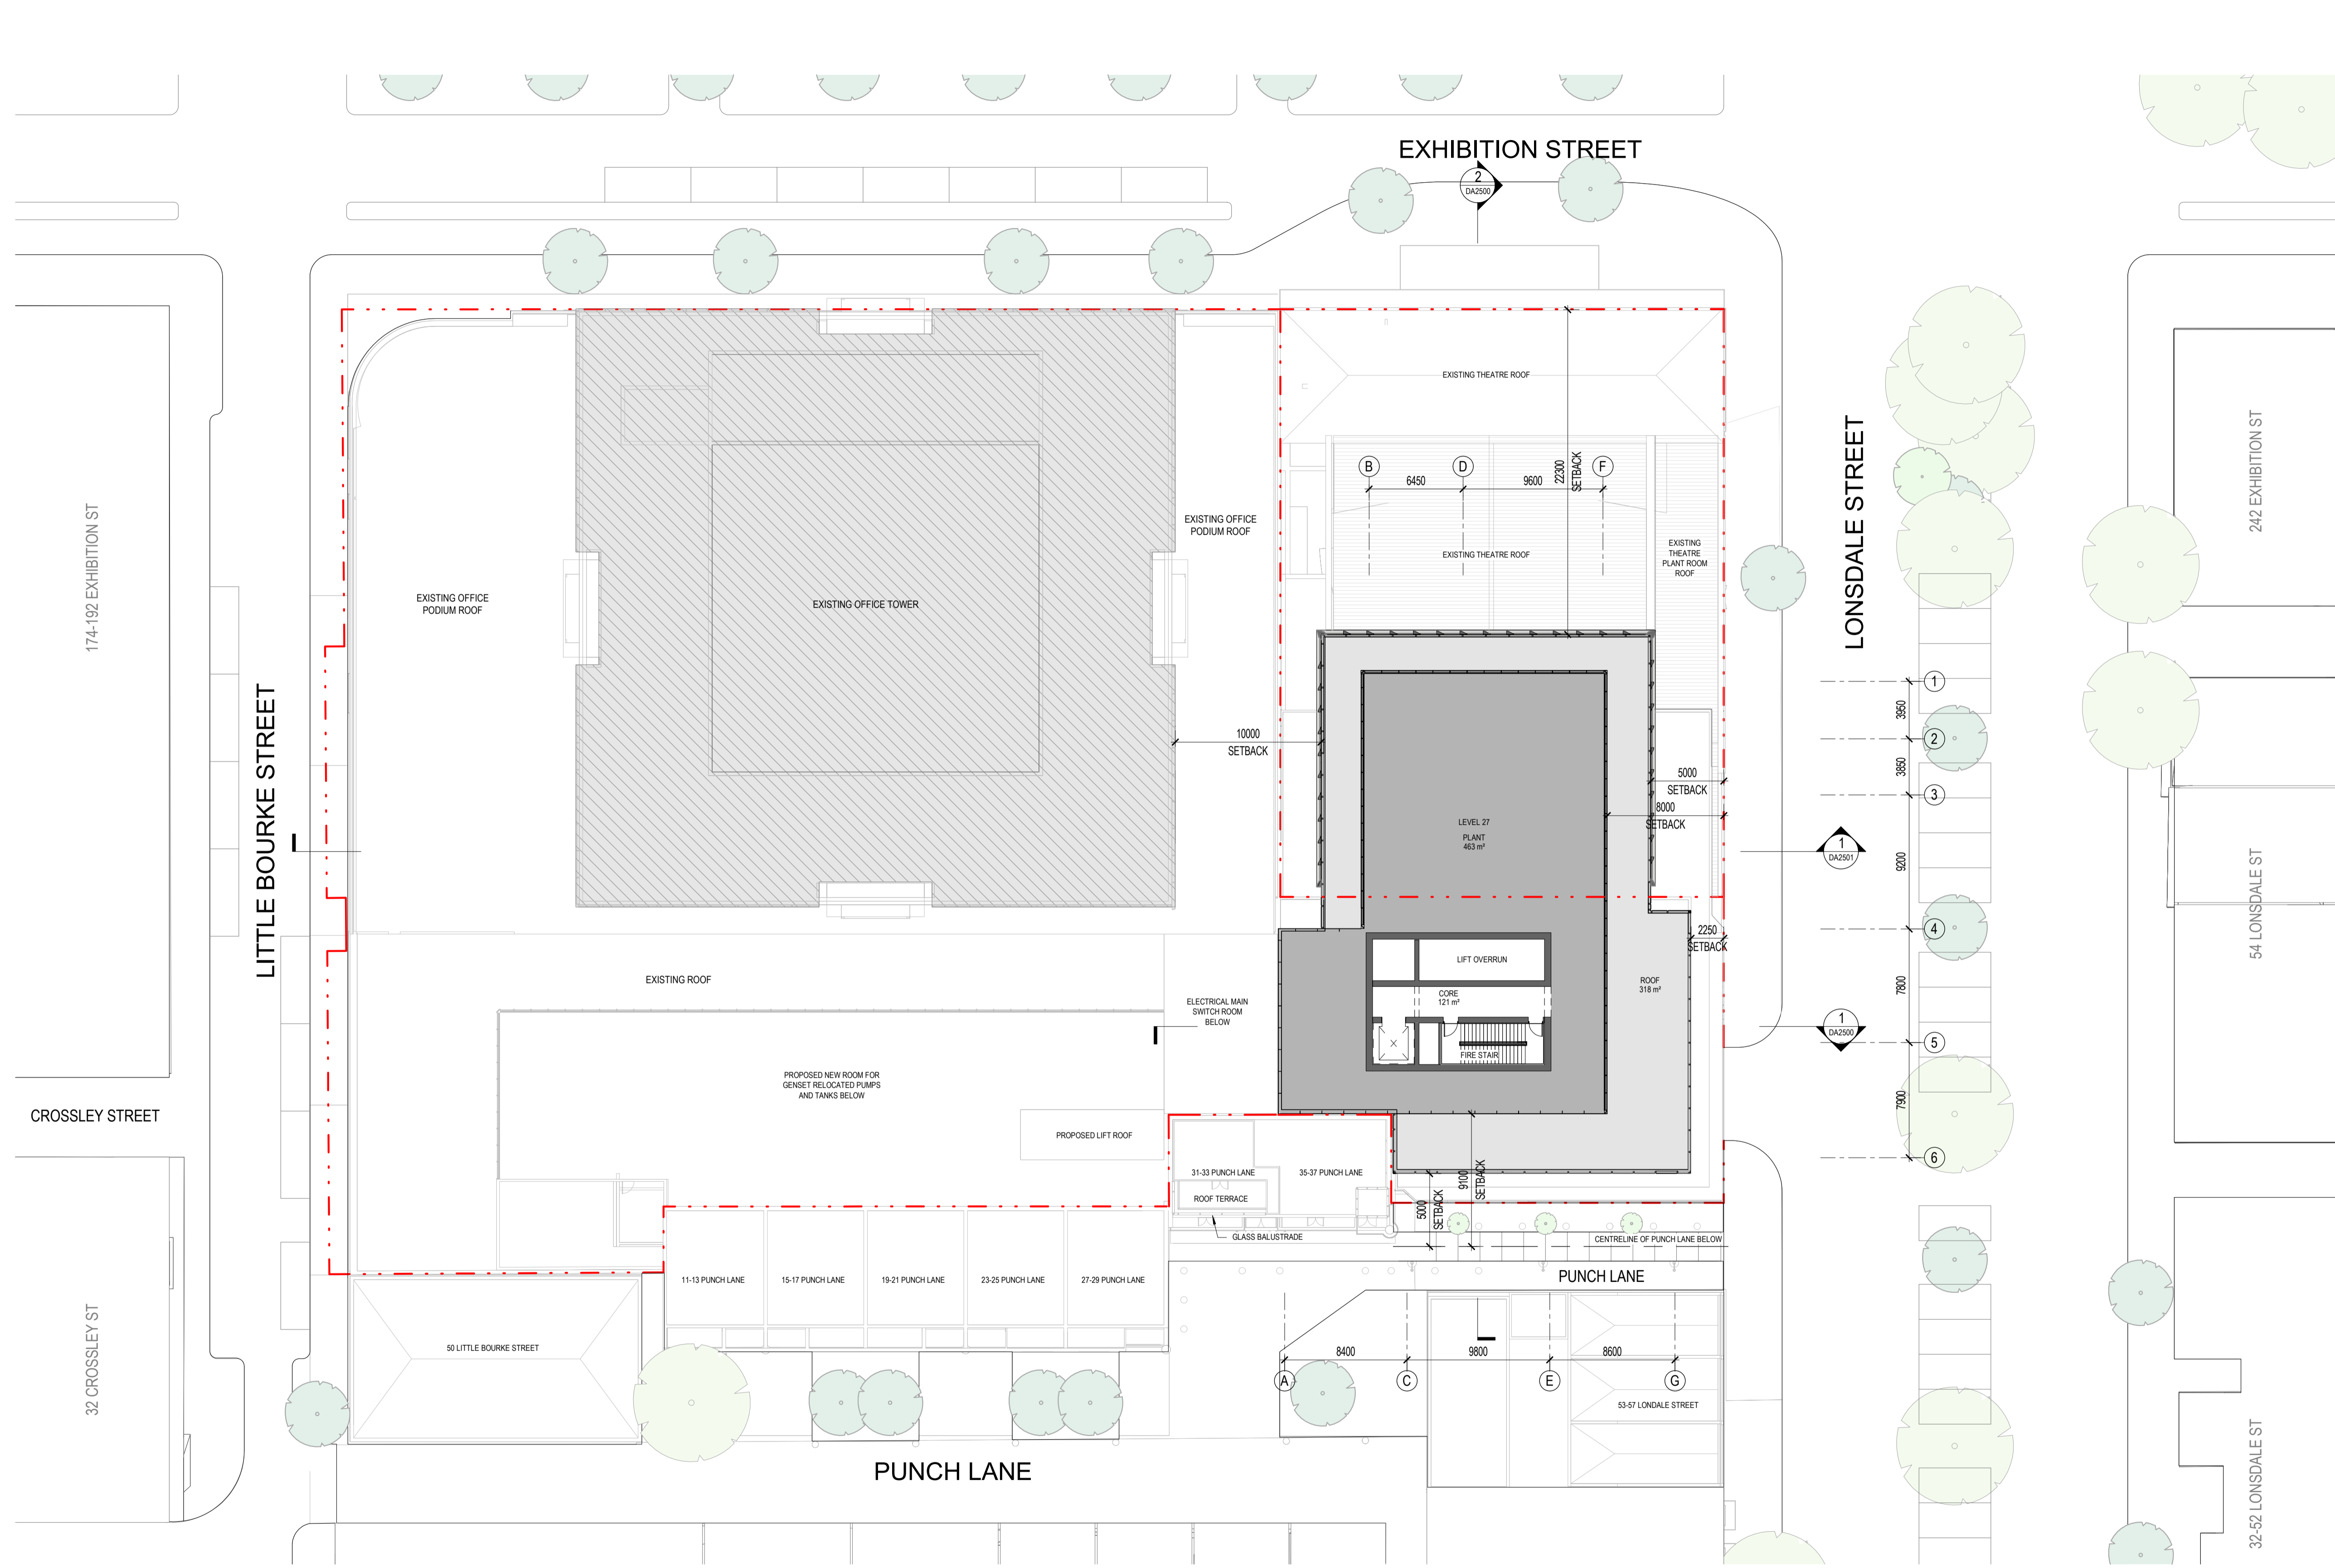 EXHIBITION STREET
2
DA2500
EXISTING THEATRE ROOF
B
D
F
6450
9600
22300
SETBACK
EXISTING OFFICE
PODIUM ROOF
EXISTING THEATRE ROOF
EXISTING
THEATRE
PLANT ROOM
ROOF
LONSDALE STREET
242 EXHIBITION ST
174-192 EXHIBITION ST
EXISTING OFFICE
PODIUM ROOF
EXISTING OFFICE TOWER
LITTLE BOURKE STREET
10000
SETBACK
5000
SETBACK
8000
SETBACK
1
3950
2
3850
3
9200
4
7800
5
7900
6
LEVEL 27
PLANT
463 m²
1
DA2501
54 LONSDALE ST
2250
SETBACK
LIFT OVERRUN
EXISTING ROOF
ROOF
318 m²
CORE
121 m²
ELECTRICAL MAIN
SWITCH ROOM
BELOW
1
DA2500
FIRE STAIR
PROPOSED NEW ROOM FOR
GENSET RELOCATED PUMPS
AND TANKS BELOW
CROSSLEY STREET
PROPOSED LIFT ROOF
31-33 PUNCH LANE
35-37 PUNCH LANE
ROOF TERRACE
GLASS BALUSTRADE
5000
SETBACK
9100
SETBACK
CENTRELINE OF PUNCH LANE BELOW
PUNCH LANE
11-13 PUNCH LANE
15-17 PUNCH LANE
19-21 PUNCH LANE
23-25 PUNCH LANE
27-29 PUNCH LANE
50 LITTLE BOURKE STREET
32 CROSSLEY ST
8400
9800
8600
A
C
E
G
53-57 LONDALE STREET
PUNCH LANE
32-52 LONSDALE ST